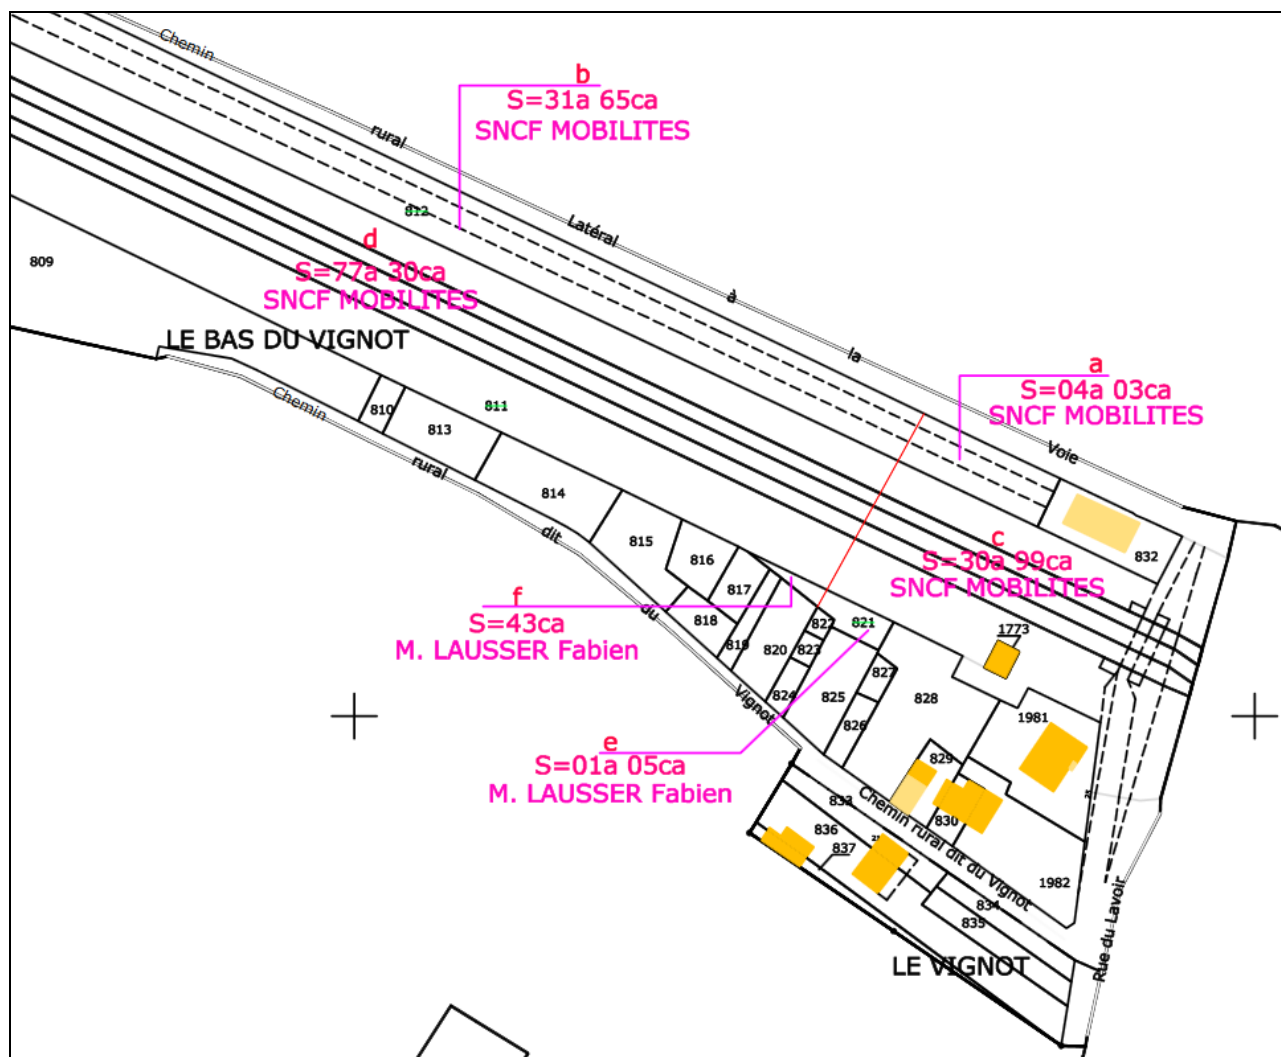 Chemin
rural
Latéral
à
la
Voie
b
S=31a 65ca
SNCF MOBILITES
812
d
S=77a 30ca
SNCF MOBILITES
809
LE BAS DU VIGNOT
a
S=04a 03ca
SNCF MOBILITES
Chemin
rural
dit
du
Vignot
810
811
813
814
815
816
817
818
819
820
822
821
823
824
825
826
827
828
c
S=30a 99ca
SNCF MOBILITES
832
f
S=43ca
M. LAUSSER Fabien
1773
1981
e
S=01a 05ca
M. LAUSSER Fabien
829
830
833
836
837
Chemin rural dit du Vignot
1982
834
835
Rue du Lavoir
LE VIGNOT